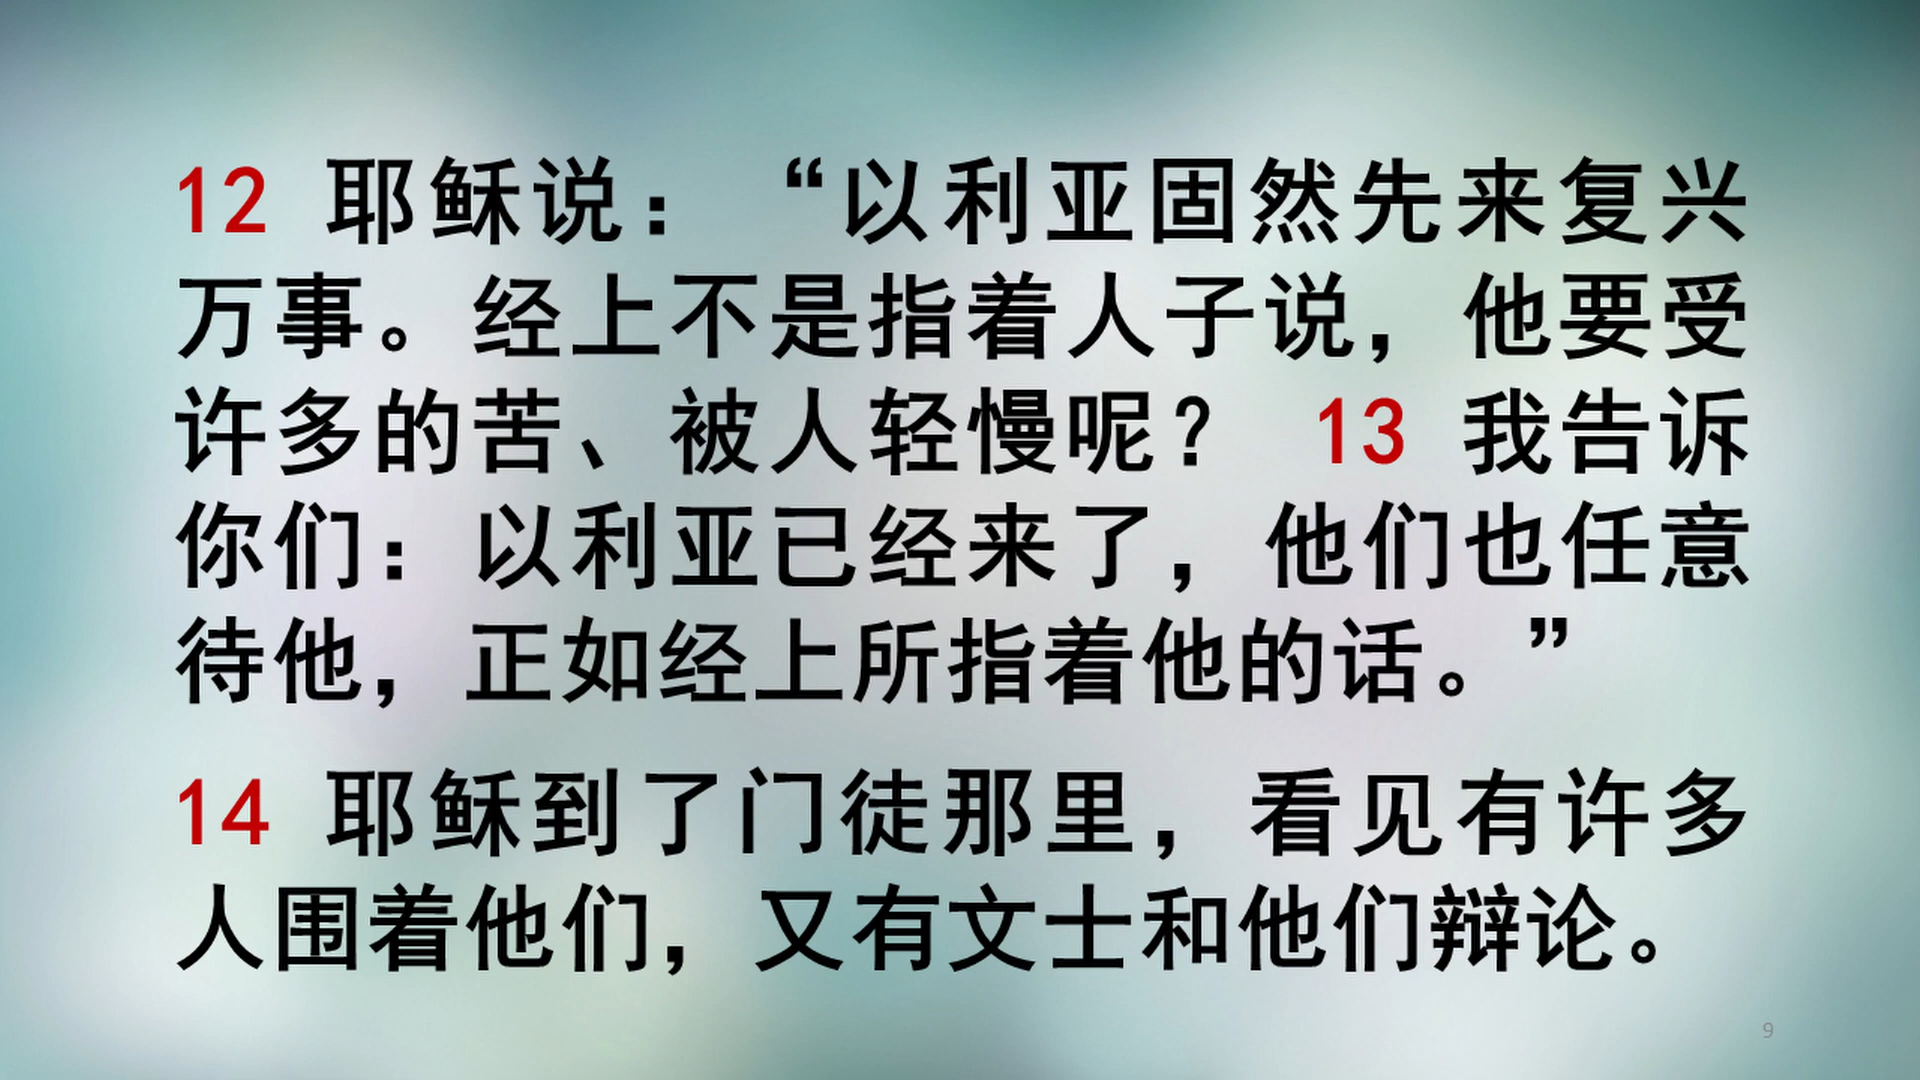 12 耶稣说：“以利亚固然先来复兴
万事。经上不是指着人子说，他要受
许多的苦、被人轻慢呢？ 13 我告诉
你们：以利亚已经来了，他们也任意
待他，正如经上所指着他的话。”
14 耶稣到了门徒那里，看见有许多
人围着他们，又有文士和他们辩论。
9